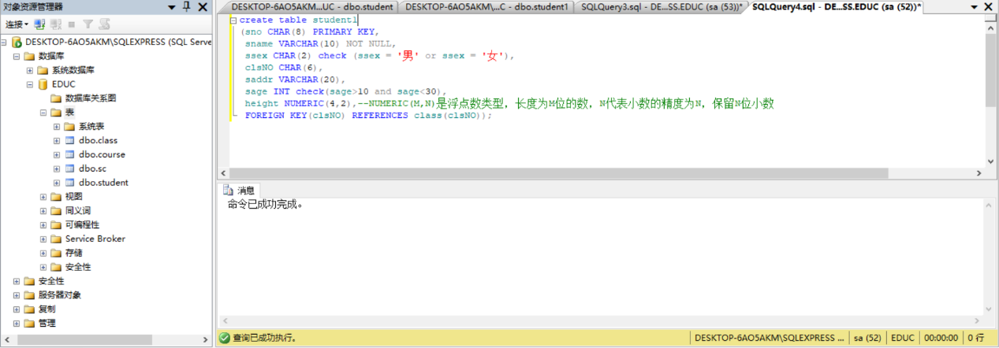 对象资源管理器
连接
DESKTOP-6AO5AKM\SQLEXPRESS (SQL Serve
数据库
系统数据库
EDUC
数据库关系图
表
系统表
dbo.class
dbo.course
dbo.sc
dbo.student
视图
同义词
可编程性
Service Broker
存储
安全性
安全性
服务器对象
复制
管理
DESKTOP-6AO5AKM...UC - dbo.student
DESKTOP-6AO5AKM\...C - dbo.student1
SQLQuery3.sql - DE...SS.EDUC (sa (53))*
SQLQuery4.sql - DE...SS.EDUC (sa (52))*
create table student1
(sno CHAR(8) PRIMARY KEY,
sname VARCHAR(10) NOT NULL,
ssex CHAR(2) check (ssex = '男' or ssex = '女'),
clsNO CHAR(6),
saddr VARCHAR(20),
sage INT check(sage>10 and sage<30),
height NUMERIC(4,2),--NUMERIC(M,N)是浮点数类型，长度为M位的数，N代表小数的精度为N，保留N位小数
FOREIGN KEY(clsNO) REFERENCES class(clsNO));
消息
命令已成功完成。
查询已成功执行。
DESKTOP-6AO5AKM\SQLEXPRESS ...
sa (52)
EDUC
00:00:00
0 行